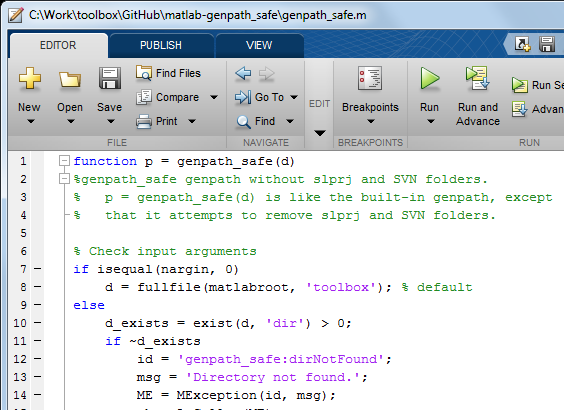 C:\Work\toolbox\GitHub\matlab-genpath_safe\genpath_safe.m
EDITOR PUBLISH VIEW
New Open Save Find Files Compare Print
Go To Find
EDIT
Breakpoints
Run Run and Advance Run Se Advan
FILE NAVIGATE BREAKPOINTS RUN
1 function p = genpath_safe(d)
2 %genpath_safe genpath without slprj and SVN folders.
3 %   p = genpath_safe(d) is like the built-in genpath, except
4 %   that it attempts to remove slprj and SVN folders.
5
6 % Check input arguments
7 – if isequal(nargin, 0)
8 –     d = fullfile(matlabroot, 'toolbox'); % default
9 – else
10 –     d_exists = exist(d, 'dir') > 0;
11 –     if ~d_exists
12 –         id = 'genpath_safe:dirNotFound';
13 –         msg = 'Directory not found.';
14 –         ME = MException(id, msg);